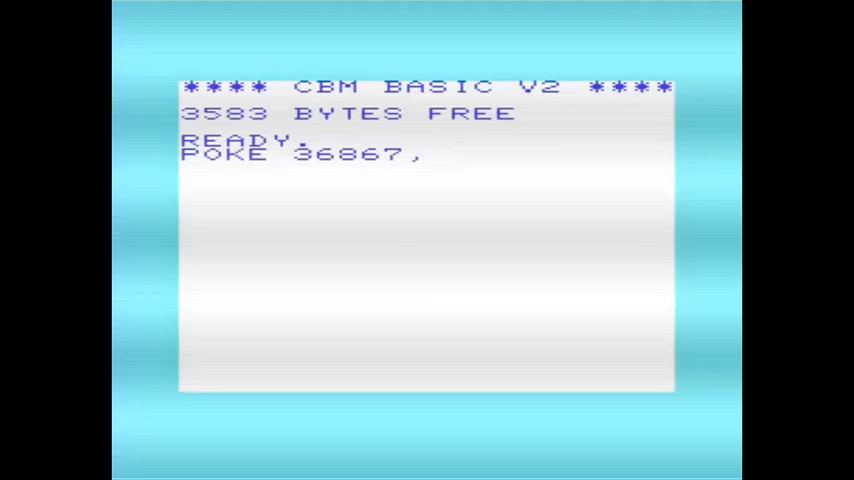 **** CBM BASIC V2 ****
3583 BYTES FREE
READY.
POKE 36867,